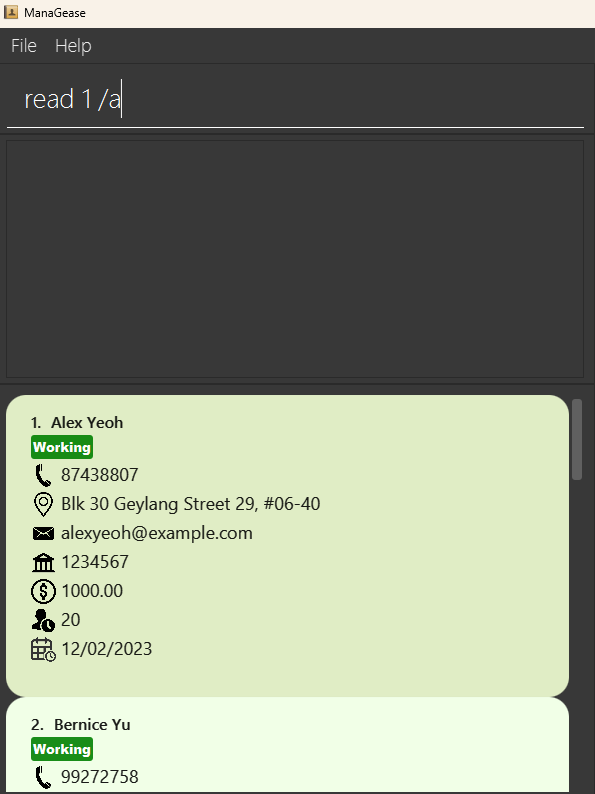 ManaGease
File Help
read 1 /a
1. Alex Yeoh
Working
87438807
Blk 30 Geylang Street 29, #06-40
alexyeoh@example.com
1234567
1000.00
20
12/02/2023
2. Bernice Yu
Working
99272758